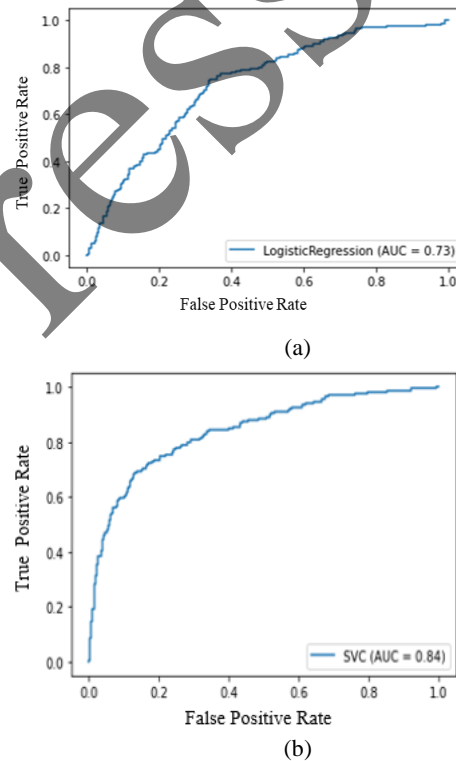 ress
1.0
0.8
0.6
0.4
0.2
0.0
True Positive Rate
LogisticRegression (AUC = 0.73)
0.0 0.2 0.4 0.6 0.8 1.0
False Positive Rate
(a)
1.0
0.8
0.6
0.4
0.2
0.0
True Positive Rate
SVC (AUC = 0.84)
0.0 0.2 0.4 0.6 0.8 1.0
False Positive Rate
(b)